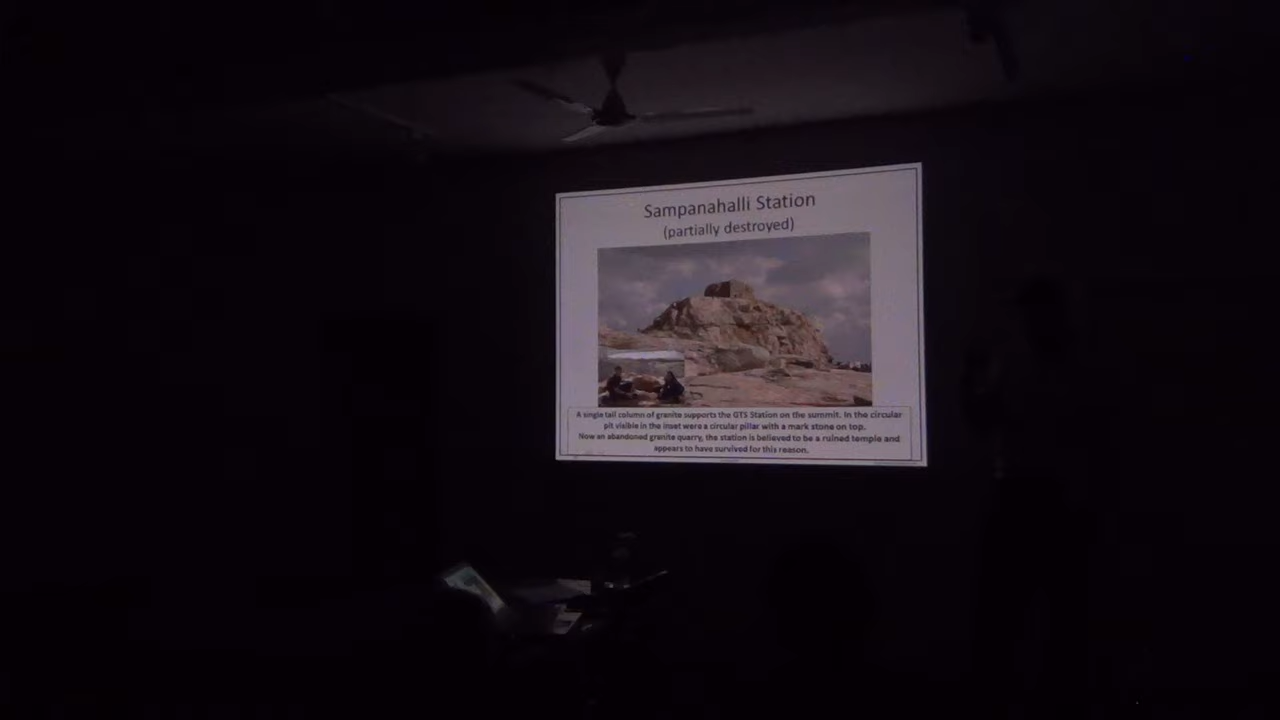 Sampanahalli Station
(partially destroyed)
A single tall column of granite supports the GTS Station on the summit. In the circular
pit visible in the inset were a circular pillar with a mark stone on top.
Now an abandoned granite quarry, the station is believed to be a ruined temple and
appears to have survived for this reason.